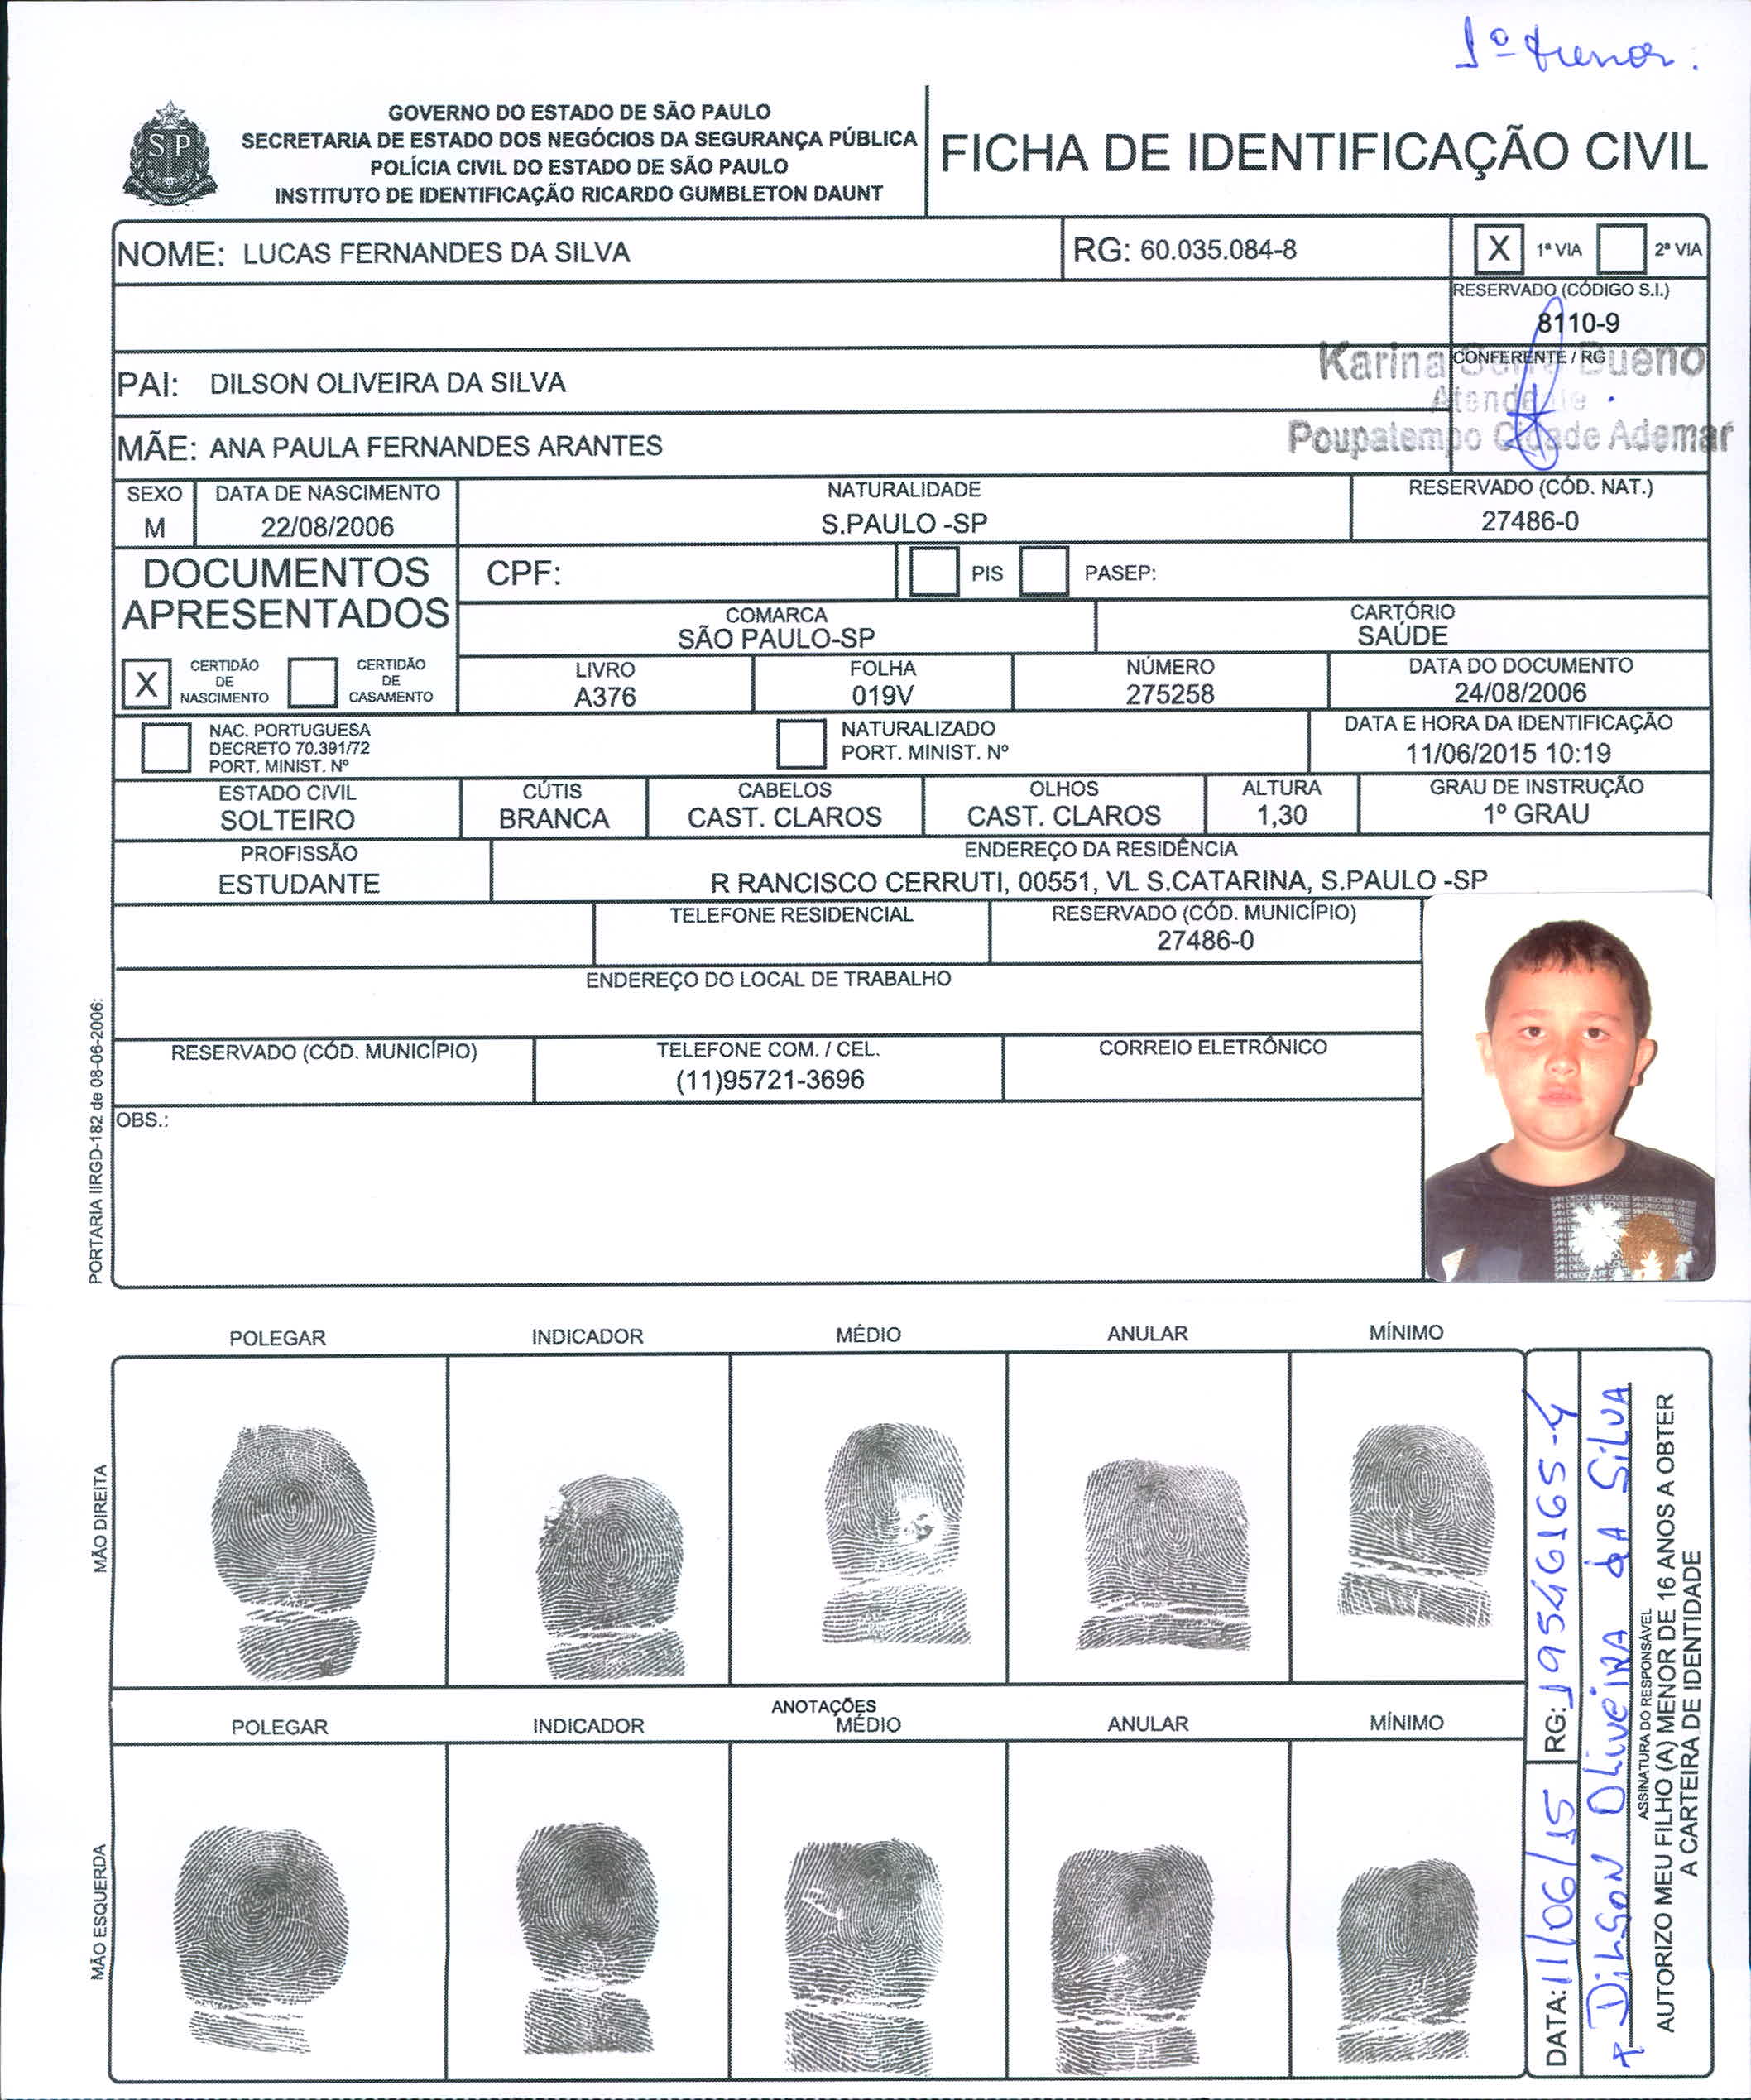 1º menor.
GOVERNO DO ESTADO DE SÃO PAULO
SECRETARIA DE ESTADO DOS NEGÓCIOS DA SEGURANÇA PÚBLICA
POLÍCIA CIVIL DO ESTADO DE SÃO PAULO
INSTITUTO DE IDENTIFICAÇÃO RICARDO GUMBLETON DAUNT
SP
FICHA DE IDENTIFICAÇÃO CIVIL
NOME: LUCAS FERNANDES DA SILVA
RG: 60.035.084-8
X 1ª VIA 2ª VIA
RESERVADO (CÓDIGO S.I.)
8110-9
PAI: DILSON OLIVEIRA DA SILVA
CONFERENTE / RG
Karina Bueno
Atendente
Poupatempo Cidade Ademar
MÃE: ANA PAULA FERNANDES ARANTES
SEXO
M
DATA DE NASCIMENTO
22/08/2006
NATURALIDADE
S.PAULO -SP
RESERVADO (CÓD. NAT.)
27486-0
DOCUMENTOS
APRESENTADOS
CPF:
PIS PASEP:
COMARCA
SÃO PAULO-SP
CARTÓRIO
SAÚDE
X CERTIDÃO
DE
NASCIMENTO
CERTIDÃO
DE
CASAMENTO
LIVRO
A376
FOLHA
019V
NÚMERO
275258
DATA DO DOCUMENTO
24/08/2006
NAC. PORTUGUESA
DECRETO 70.391/72
PORT. MINIST. Nº
NATURALIZADO
PORT. MINIST. Nº
DATA E HORA DA IDENTIFICAÇÃO
11/06/2015 10:19
ESTADO CIVIL
SOLTEIRO
CÚTIS
BRANCA
CABELOS
CAST. CLAROS
OLHOS
CAST. CLAROS
ALTURA
1,30
GRAU DE INSTRUÇÃO
1º GRAU
PROFISSÃO
ESTUDANTE
ENDEREÇO DA RESIDÊNCIA
R RANCISCO CERRUTI, 00551, VL S.CATARINA, S.PAULO -SP
TELEFONE RESIDENCIAL
RESERVADO (CÓD. MUNICÍPIO)
27486-0
ENDEREÇO DO LOCAL DE TRABALHO
RESERVADO (CÓD. MUNICÍPIO)
TELEFONE COM. / CEL.
(11)95721-3696
CORREIO ELETRÔNICO
OBS.:
PORTARIA IIRGD-182 de 08-06-2006:
POLEGAR INDICADOR MÉDIO ANULAR MÍNIMO
MÃO DIREITA
ANOTAÇÕES
POLEGAR INDICADOR MÉDIO ANULAR MÍNIMO
MÃO ESQUERDA
DATA: 11/06/15 RG: 19546165-4
Dilson Oliveira da Silva
ASSINATURA DO RESPONSÁVEL
AUTORIZO MEU FILHO (A) MENOR DE 16 ANOS A OBTER
A CARTEIRA DE IDENTIDADE